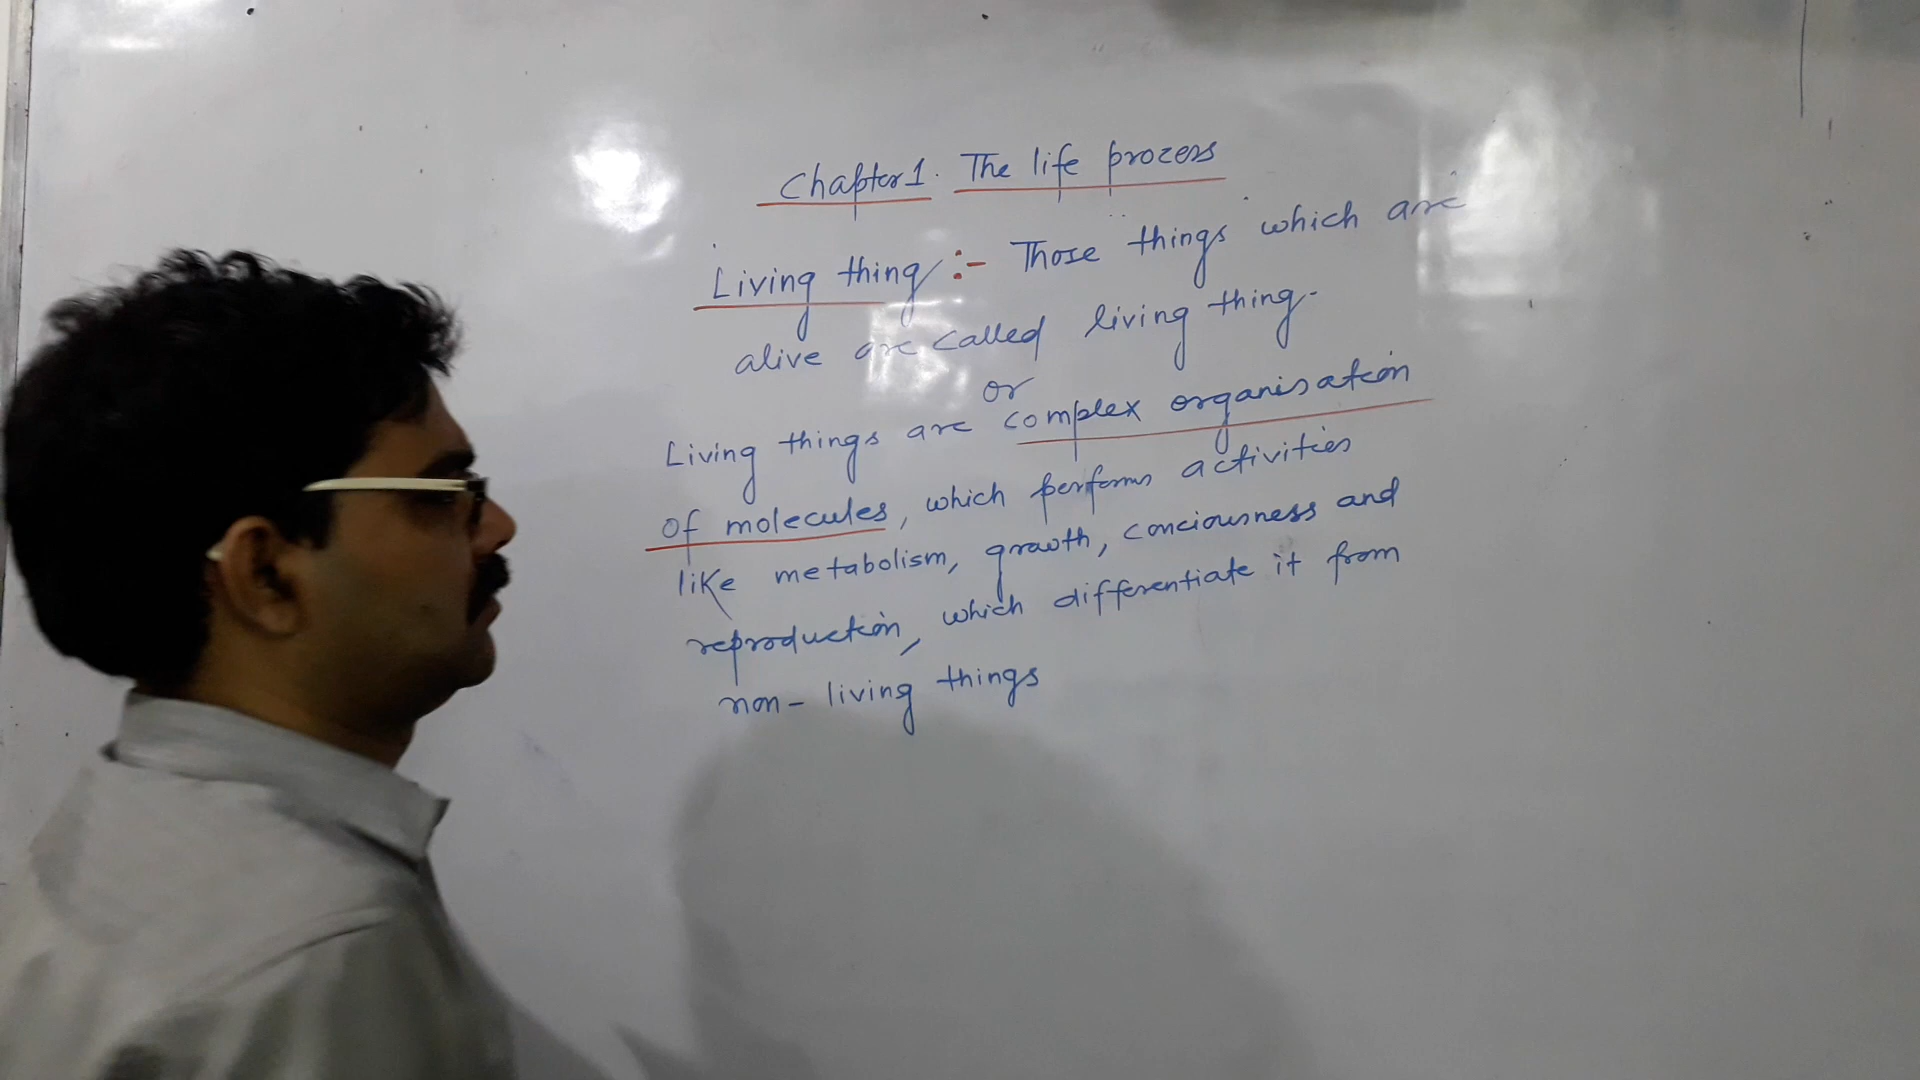 Chapter 1. The life prozess
Living thing :- Those things which are
alive are called living thing.
or
Living things are complex organisation
of molecules, which performs activities
like metabolism, growth, conciousness and
reproduction, which differentiate it from
non-living things